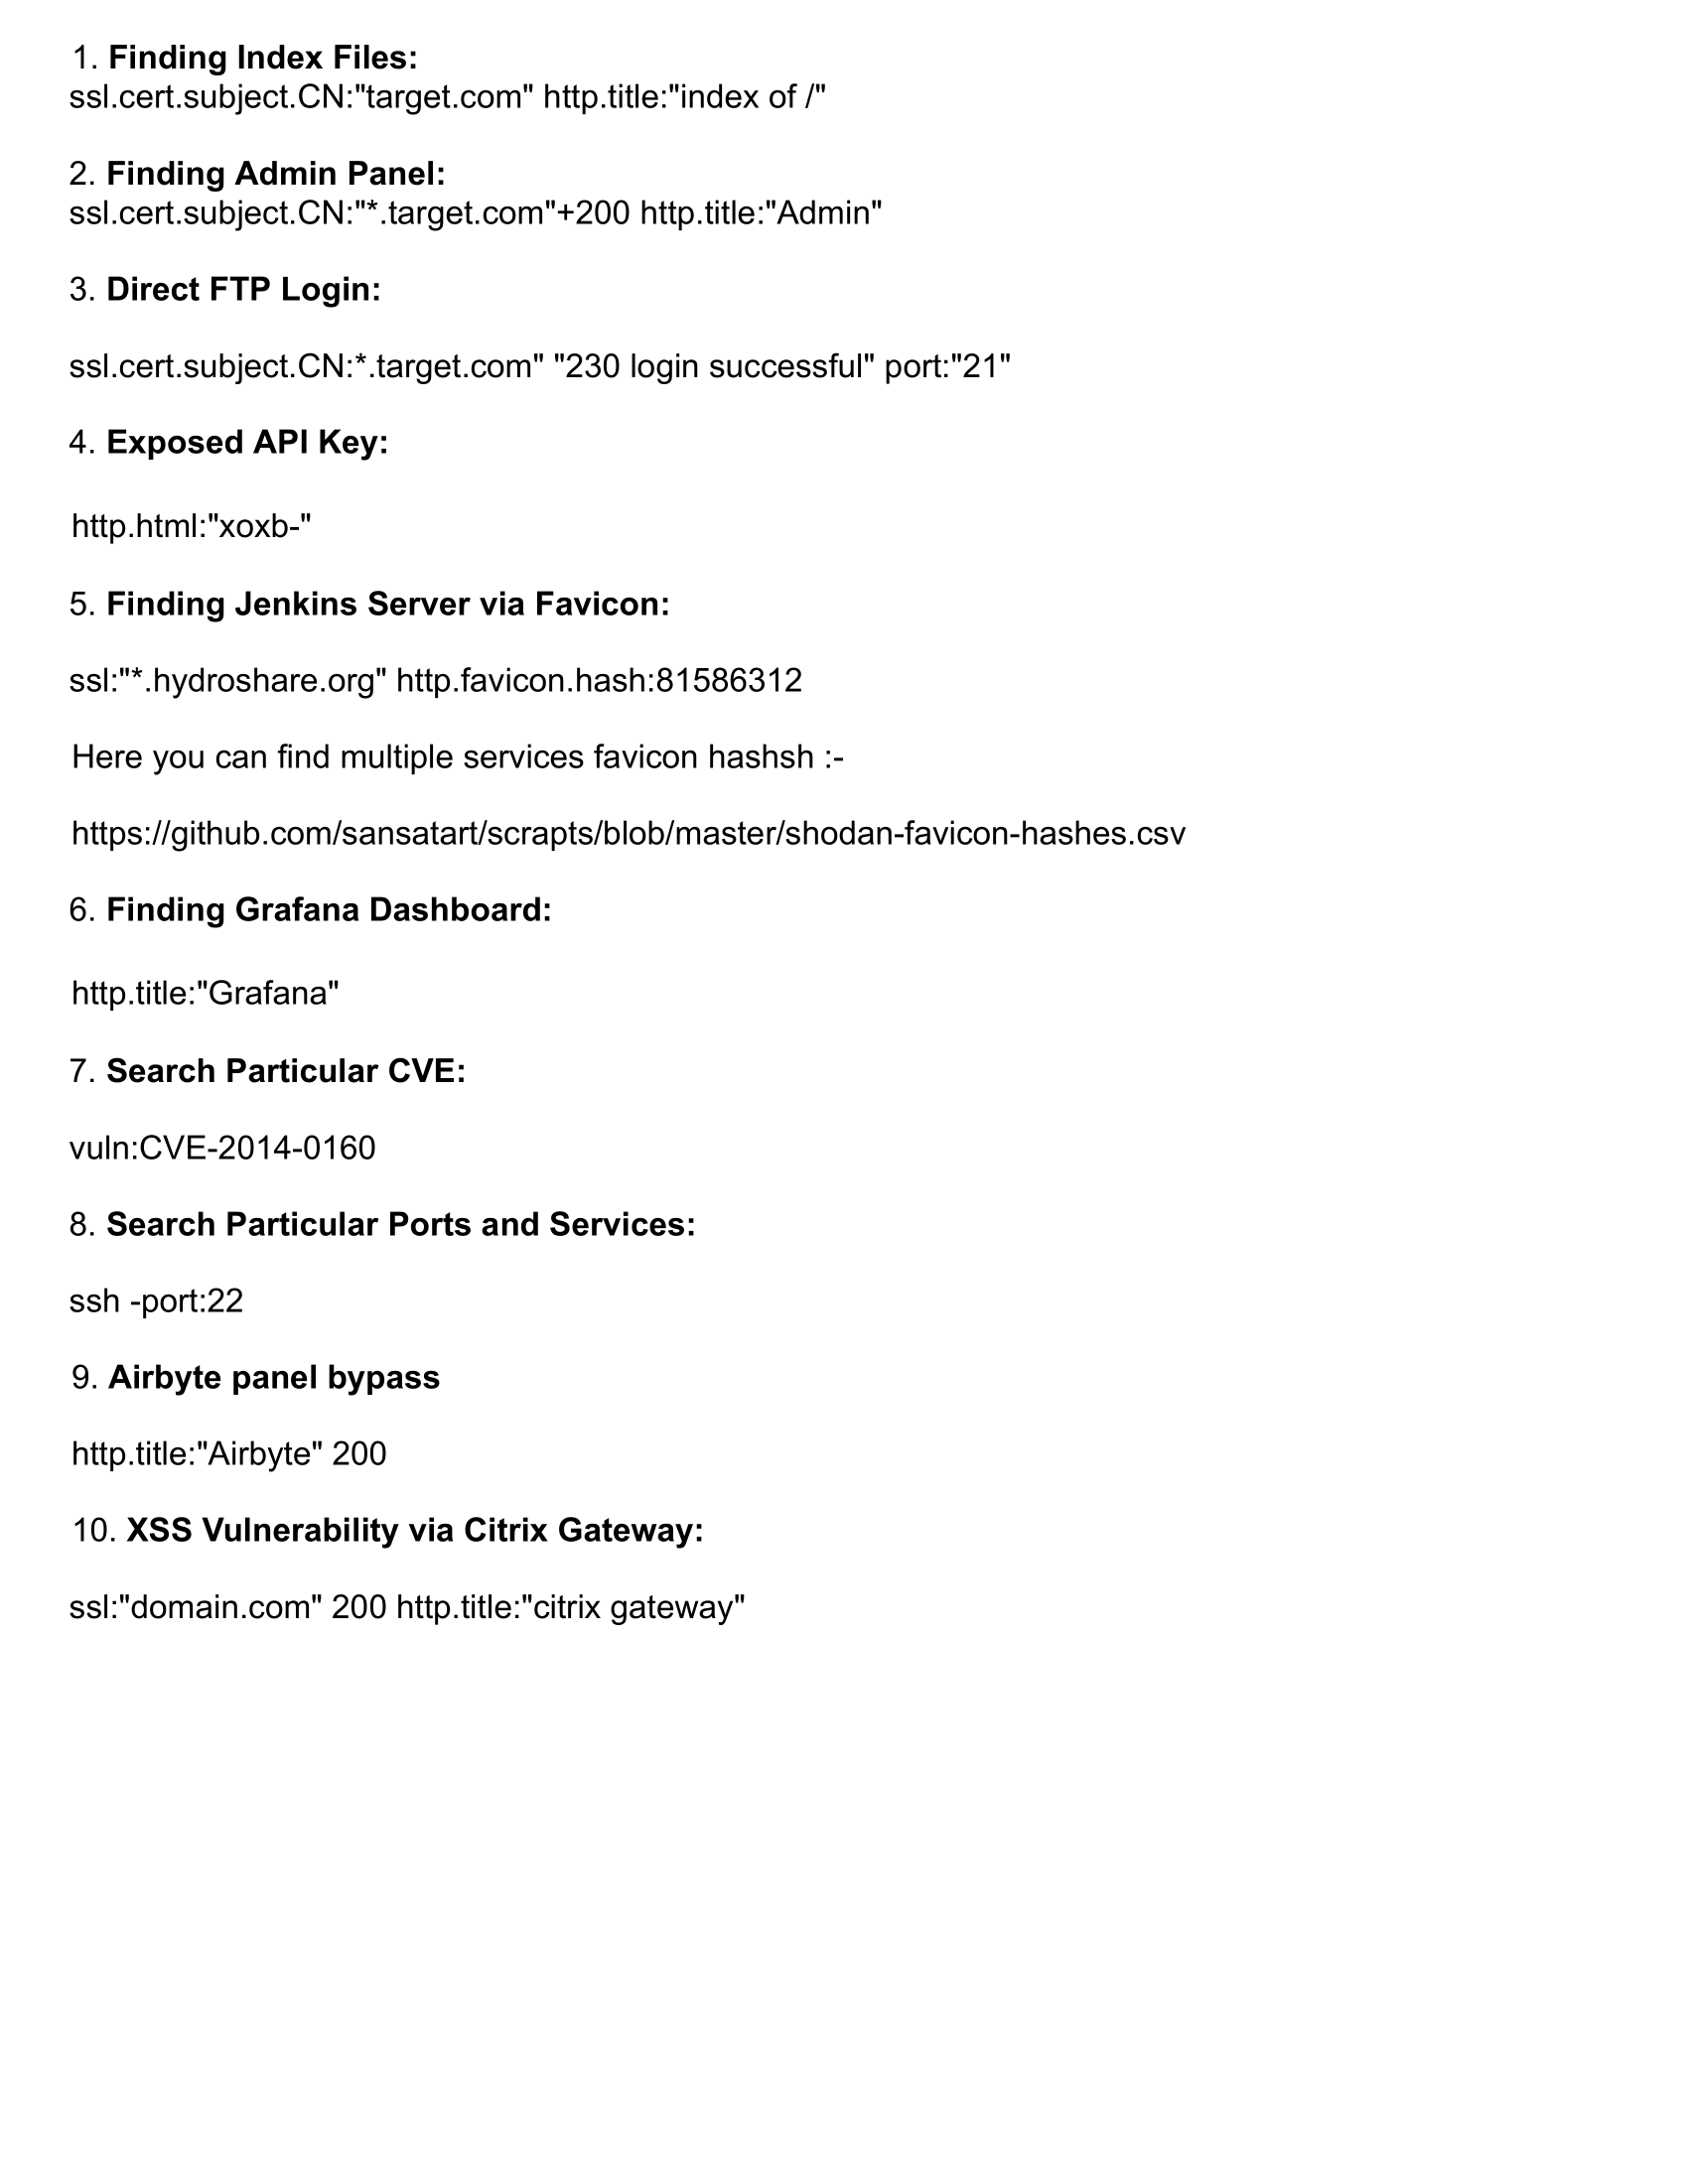 1. Finding Index Files:
ssl.cert.subject.CN:"target.com" http.title:"index of /"
2. Finding Admin Panel:
ssl.cert.subject.CN:"*.target.com"+200 http.title:"Admin"
3. Direct FTP Login:
ssl.cert.subject.CN:*.target.com" "230 login successful" port:"21"
4. Exposed API Key:
http.html:"xoxb-"
5. Finding Jenkins Server via Favicon:
ssl:"*.hydroshare.org" http.favicon.hash:81586312
Here you can find multiple services favicon hashsh :-
https://github.com/sansatart/scrapts/blob/master/shodan-favicon-hashes.csv
6. Finding Grafana Dashboard:
http.title:"Grafana"
7. Search Particular CVE:
vuln:CVE-2014-0160
8. Search Particular Ports and Services:
ssh -port:22
9. Airbyte panel bypass
http.title:"Airbyte" 200
10. XSS Vulnerability via Citrix Gateway:
ssl:"domain.com" 200 http.title:"citrix gateway"